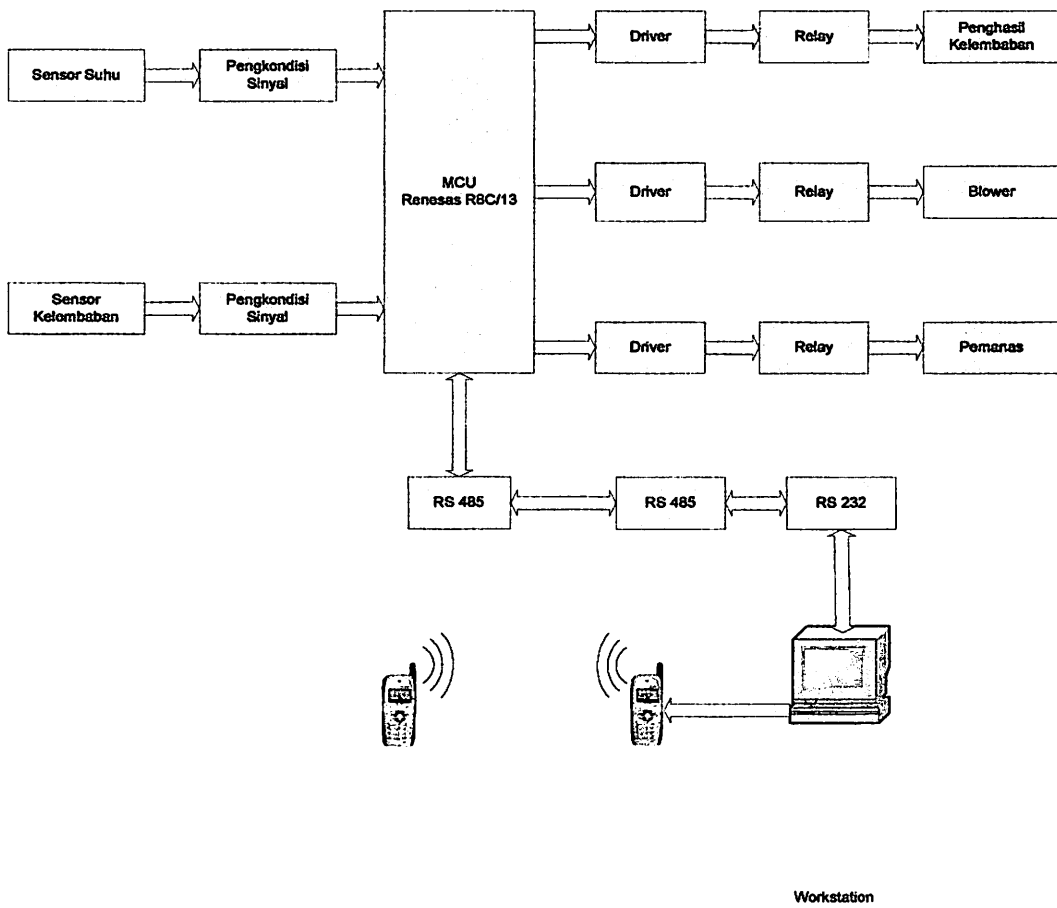 Driver
Relay
Penghasil
Kelembaban
Sensor Suhu
Pengkondisi
Sinyal
MCU
Renesas R8C/13
Driver
Relay
Blower
Sensor
Kelembaban
Pengkondisi
Sinyal
Driver
Relay
Pemanas
RS 485
RS 485
RS 232
Workstation